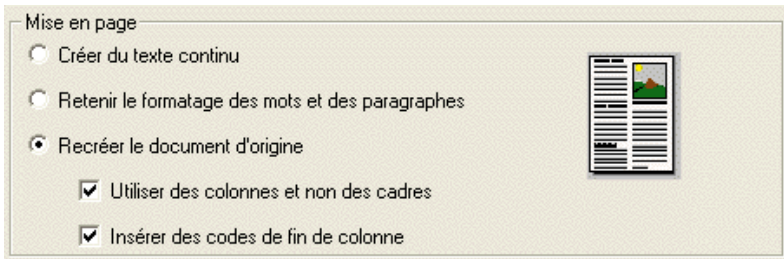 Mise en page
Créer du texte continu
Retenir le formatage des mots et des paragraphes
Recréer le document d'origine
Utiliser des colonnes et non des cadres
Insérer des codes de fin de colonne